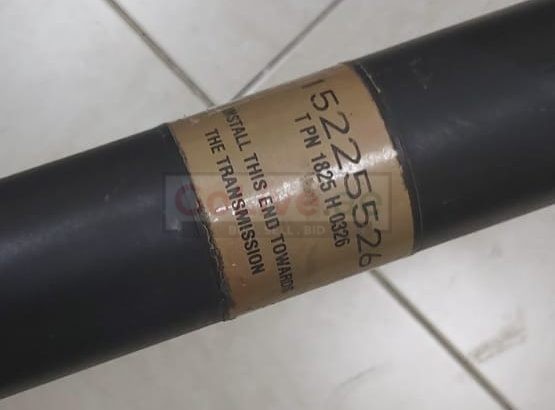 15225526
T PN 1825 H 0326
INSTALL THIS END TOWARDS
THE TRANSMISSION